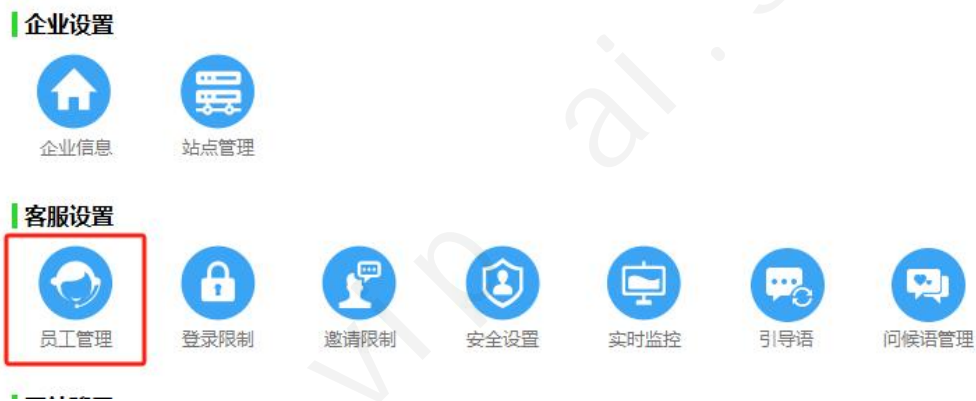 企业设置
企业信息
站点管理
客服设置
员工管理
登录限制
邀请限制
安全设置
实时监控
引导语
问候语管理